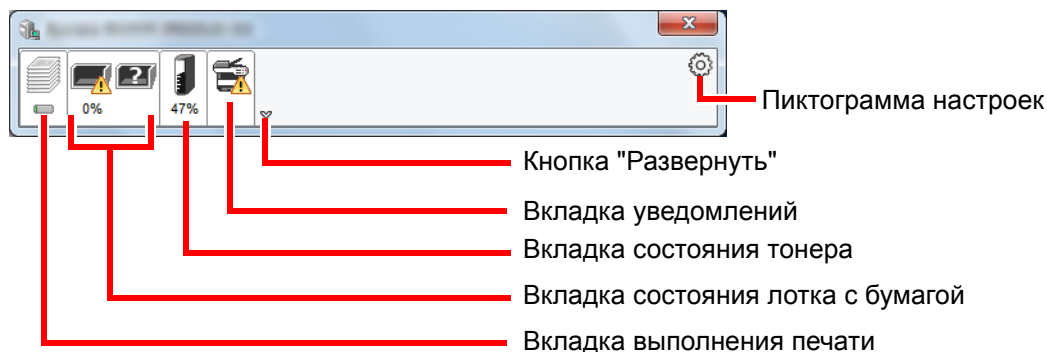 0%
47%
Пиктограмма настроек
Кнопка "Развернуть"
Вкладка уведомлений
Вкладка состояния тонера
Вкладка состояния лотка с бумагой
Вкладка выполнения печати